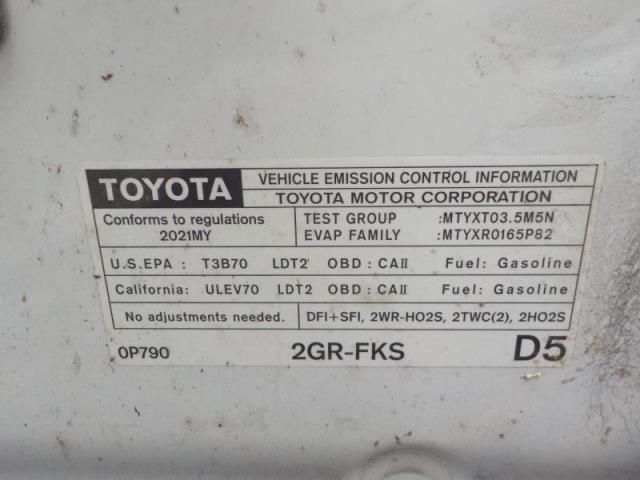 TOYOTA
VEHICLE EMISSION CONTROL INFORMATION
TOYOTA MOTOR CORPORATION
Conforms to regulations
2021MY
TEST GROUP :MTYXT03.5M5N
EVAP FAMILY :MTYXR0165P82
U.S.EPA : T3B70 LDT2 OBD : CAII Fuel: Gasoline
California: ULEV70 LDT2 OBD : CAII Fuel: Gasoline
No adjustments needed. DFI+SFI, 2WR-HO2S, 2TWC(2), 2HO2S
0P790 2GR-FKS D5